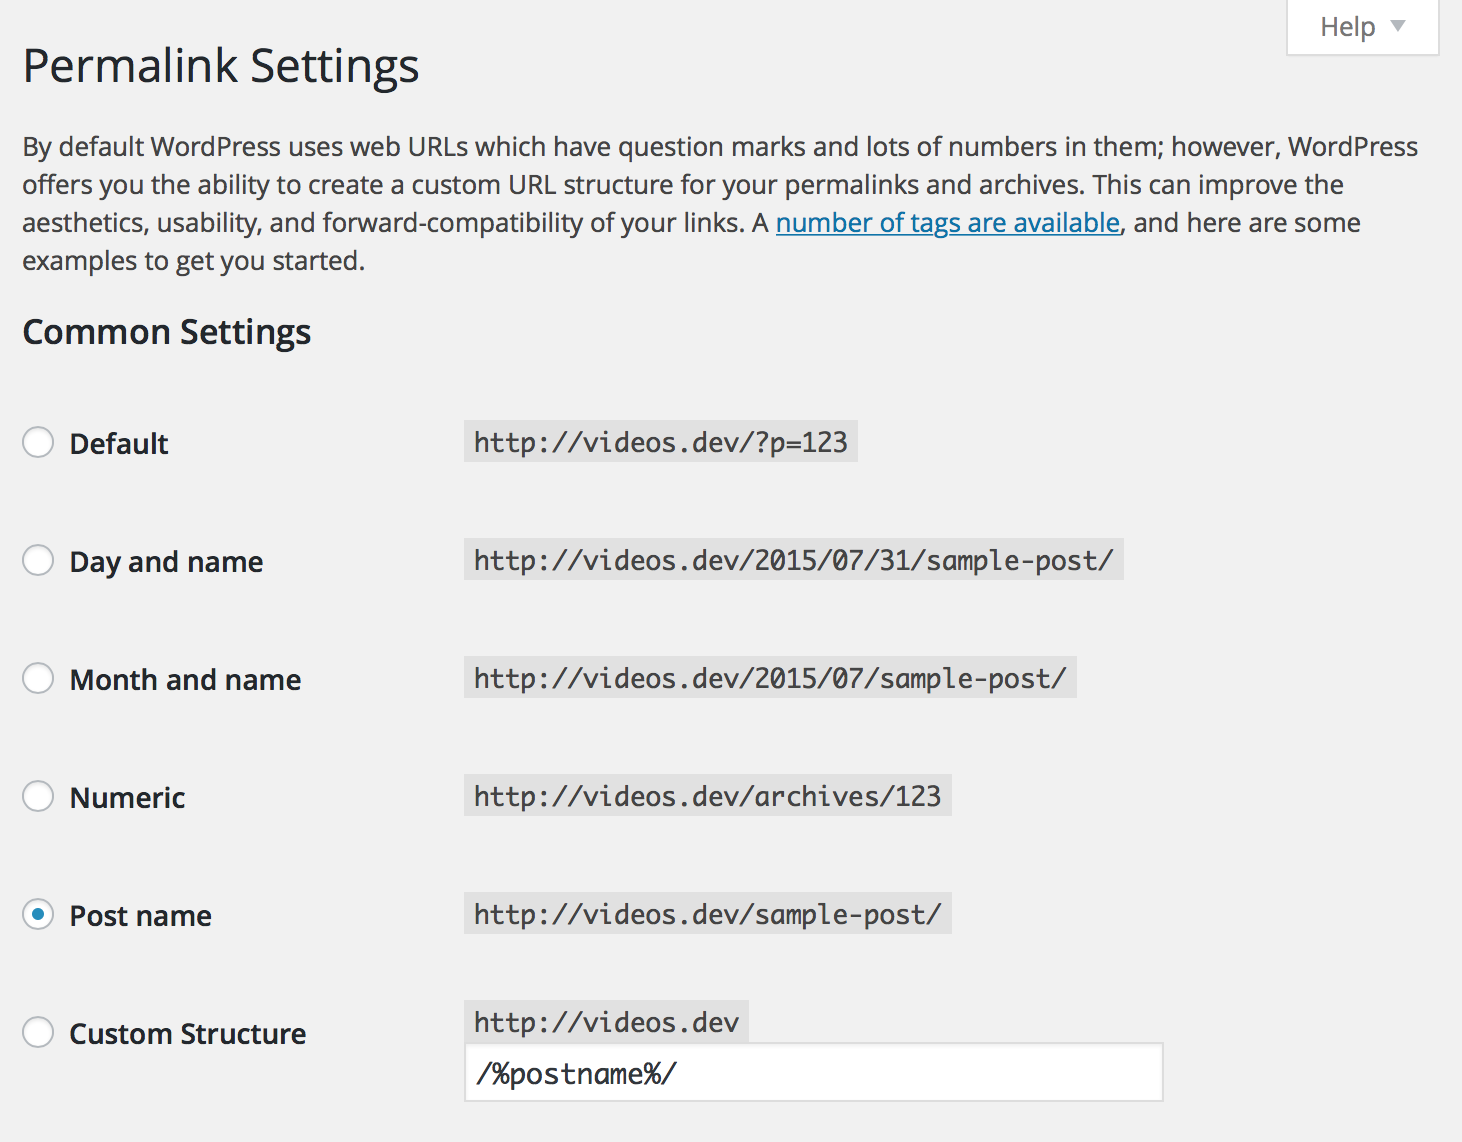 Help
Permalink Settings
By default WordPress uses web URLs which have question marks and lots of numbers in them; however, WordPress
offers you the ability to create a custom URL structure for your permalinks and archives. This can improve the
aesthetics, usability, and forward-compatibility of your links. A number of tags are available, and here are some
examples to get you started.
Common Settings
Default http://videos.dev/?p=123
Day and name http://videos.dev/2015/07/31/sample-post/
Month and name http://videos.dev/2015/07/sample-post/
Numeric http://videos.dev/archives/123
Post name http://videos.dev/sample-post/
Custom Structure http://videos.dev
/%postname%/